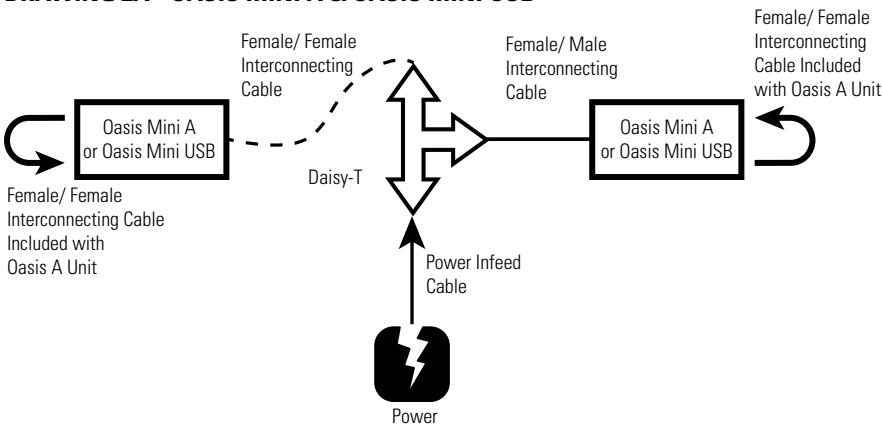 Female/ Female
Interconnecting
Cable Included
with Oasis A Unit
Female/ Female
Interconnecting
Cable
Female/ Male
Interconnecting
Cable
Oasis Mini A
or Oasis Mini USB
Oasis Mini A
or Oasis Mini USB
Daisy-T
Female/ Female
Interconnecting Cable
Included with
Oasis A Unit
Power Infeed
Cable
Power